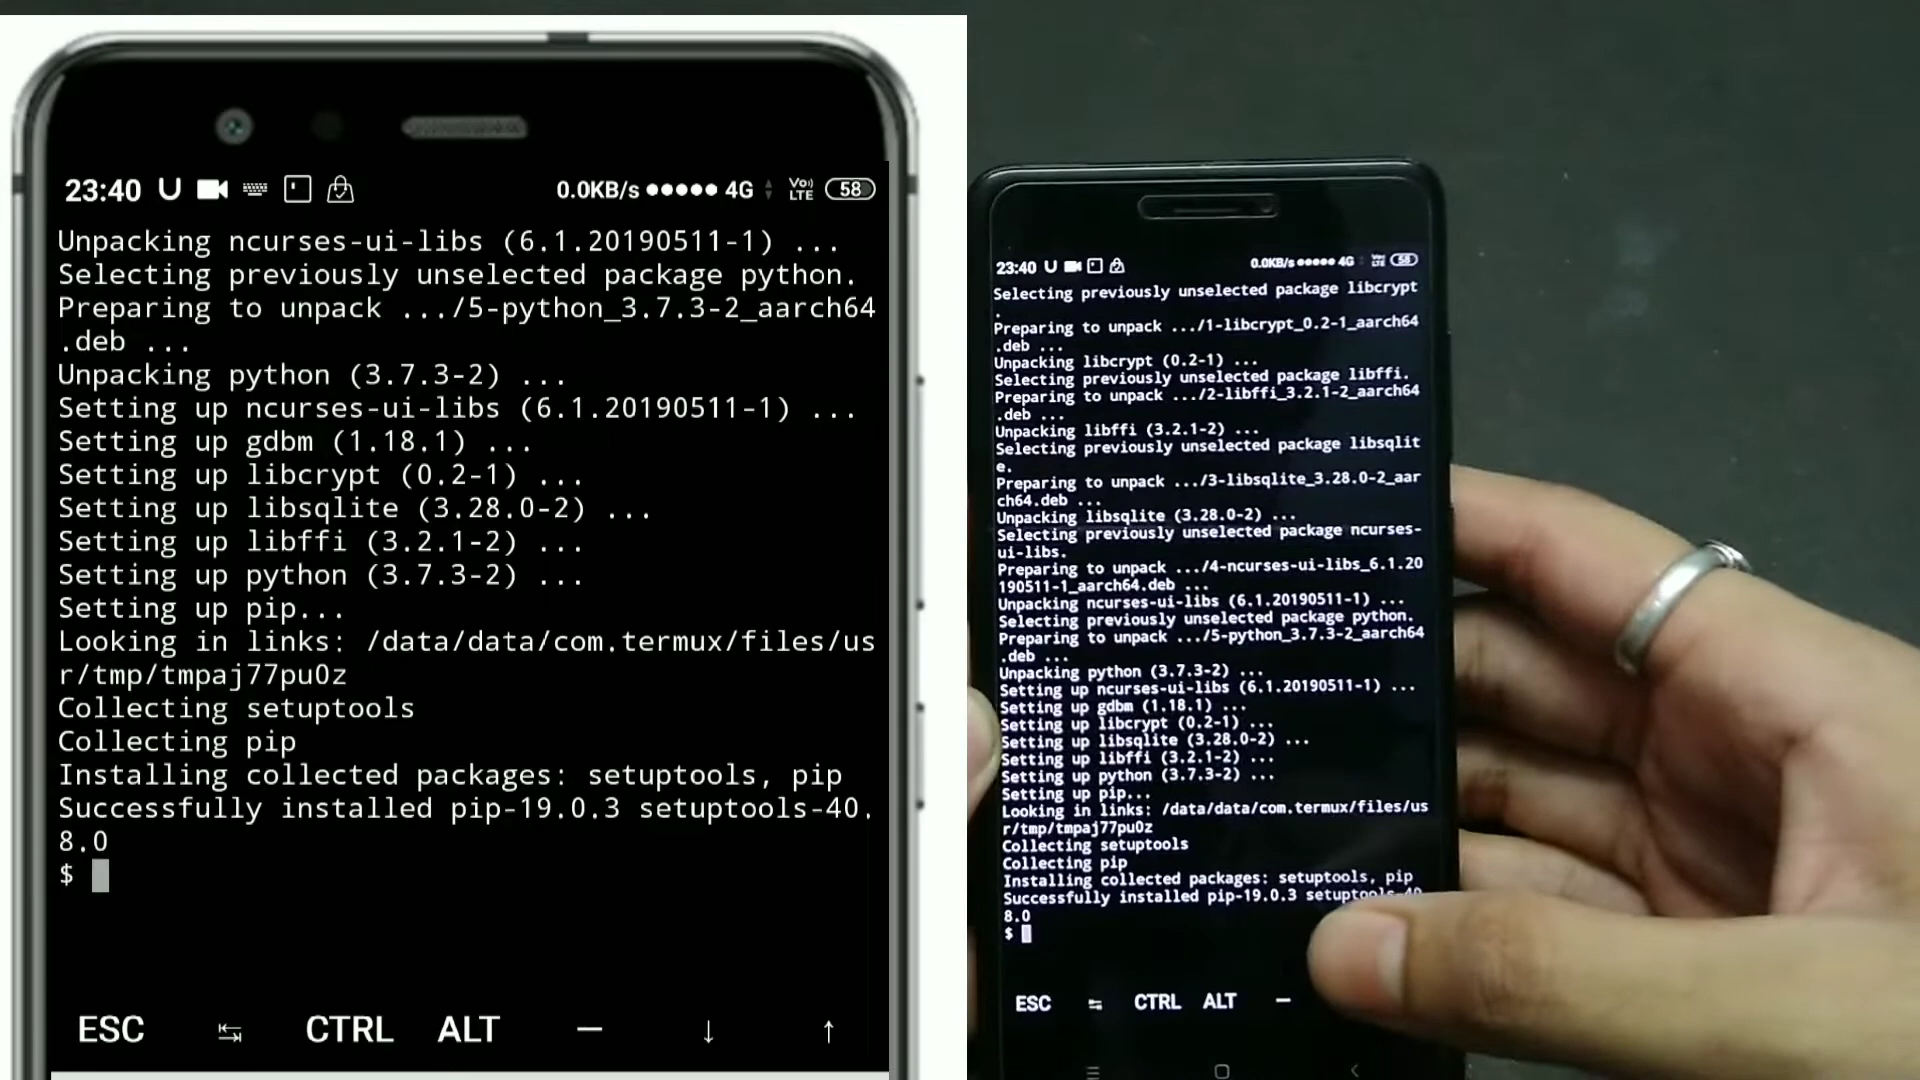 23:40 0.0KB/s 4G Vo) LTE 58
Unpacking ncurses-ui-libs (6.1.20190511-1) ...
Selecting previously unselected package python.
Preparing to unpack .../5-python_3.7.3-2_aarch64
.deb ...
Unpacking python (3.7.3-2) ...
Setting up ncurses-ui-libs (6.1.20190511-1) ...
Setting up gdbm (1.18.1) ...
Setting up libcrypt (0.2-1) ...
Setting up libsqlite (3.28.0-2) ...
Setting up libffi (3.2.1-2) ...
Setting up python (3.7.3-2) ...
Setting up pip...
Looking in links: /data/data/com.termux/files/us
r/tmp/tmpaj77pu0z
Collecting setuptools
Collecting pip
Installing collected packages: setuptools, pip
Successfully installed pip-19.0.3 setuptools-40.
8.0
$
ESC CTRL ALT — ↓ ↑
23:40 0.0KB/s 4G Vo) LTE 58
Selecting previously unselected package libcrypt
.
Preparing to unpack .../1-libcrypt_0.2-1_aarch64
.deb ...
Unpacking libcrypt (0.2-1) ...
Selecting previously unselected package libffi.
Preparing to unpack .../2-libffi_3.2.1-2_aarch64
.deb ...
Unpacking libffi (3.2.1-2) ...
Selecting previously unselected package libsqlit
e.
Preparing to unpack .../3-libsqlite_3.28.0-2_aar
ch64.deb ...
Unpacking libsqlite (3.28.0-2) ...
Selecting previously unselected package ncurses-
ui-libs.
Preparing to unpack .../4-ncurses-ui-libs_6.1.20
190511-1_aarch64.deb ...
Unpacking ncurses-ui-libs (6.1.20190511-1) ...
Selecting previously unselected package python.
Preparing to unpack .../5-python_3.7.3-2_aarch64
.deb ...
Unpacking python (3.7.3-2) ...
Setting up ncurses-ui-libs (6.1.20190511-1) ...
Setting up gdbm (1.18.1) ...
Setting up libcrypt (0.2-1) ...
Setting up libsqlite (3.28.0-2) ...
Setting up libffi (3.2.1-2) ...
Setting up python (3.7.3-2) ...
Setting up pip...
Looking in links: /data/data/com.termux/files/us
r/tmp/tmpaj77pu0z
Collecting setuptools
Collecting pip
Installing collected packages: setuptools, pip
Successfully installed pip-19.0.3 setuptools-40
8.0
$
ESC CTRL ALT —